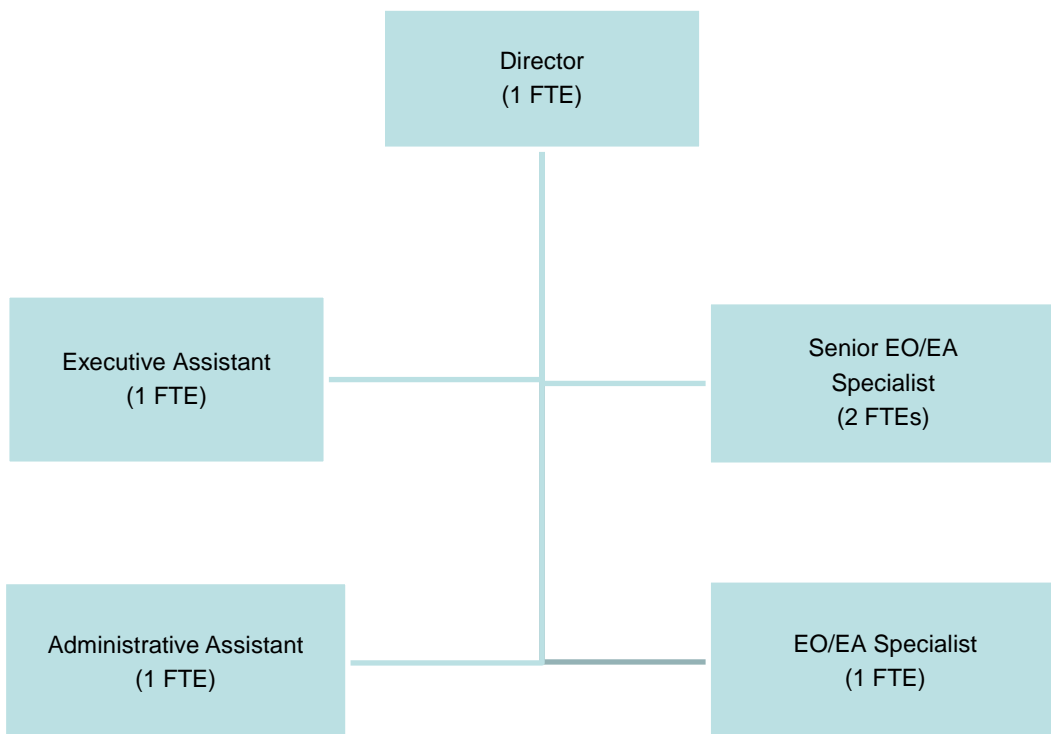 Director
(1 FTE)
Executive Assistant
(1 FTE)
Senior EO/EA
Specialist
(2 FTEs)
Administrative Assistant
(1 FTE)
EO/EA Specialist
(1 FTE)